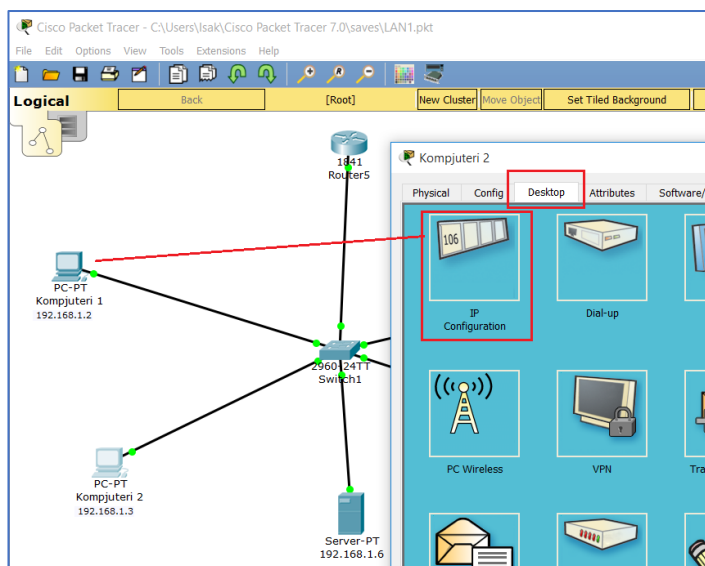 Cisco Packet Tracer - C:\Users\Isak\Cisco Packet Tracer 7.0\saves\LAN1.pkt
File Edit Options View Tools Extensions Help
Logical Back [Root] New Cluster Move Object Set Tiled Background
1841
Router5
Kompjuteri 2
Physical Config Desktop Attributes Software/
106
IP
Configuration
Dial-up
PC-PT
Kompjuteri 1
192.168.1.2
2960-24TT
Switch1
PC Wireless
VPN
Tra
PC-PT
Kompjuteri 2
192.168.1.3
Server-PT
192.168.1.6